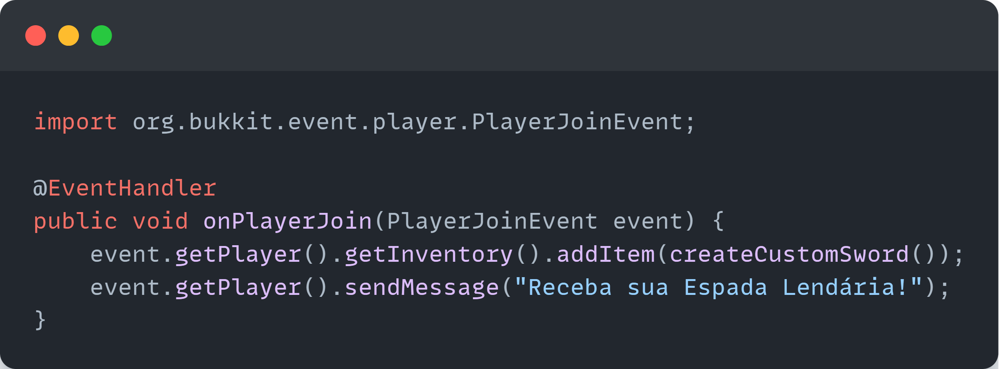 import org.bukkit.event.player.PlayerJoinEvent;
@EventHandler
public void onPlayerJoin(PlayerJoinEvent event) {
    event.getPlayer().getInventory().addItem(createCustomSword());
    event.getPlayer().sendMessage("Receba sua Espada Lendária!");
}